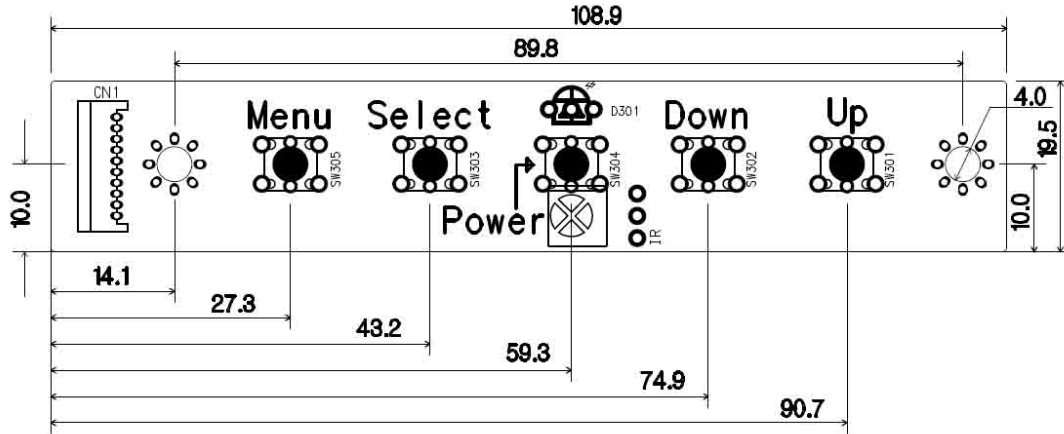 108.9
89.8
CN1
Menu
Select
D301
Down
Up
4.0
19.5
SW305
SW303
SW304
SW302
SW301
10.0
10.0
Power
IR
14.1
27.3
43.2
59.3
74.9
90.7